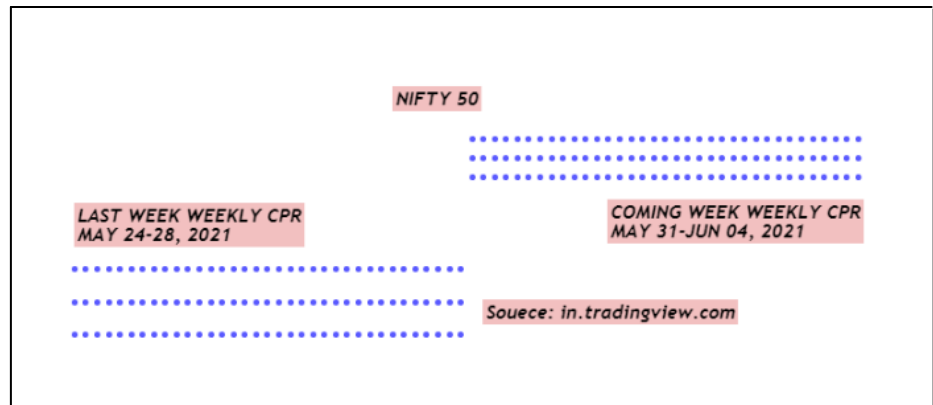 NIFTY 50
LAST WEEK WEEKLY CPR
MAY 24-28, 2021
COMING WEEK WEEKLY CPR
MAY 31-JUN 04, 2021
Souece: in.tradingview.com